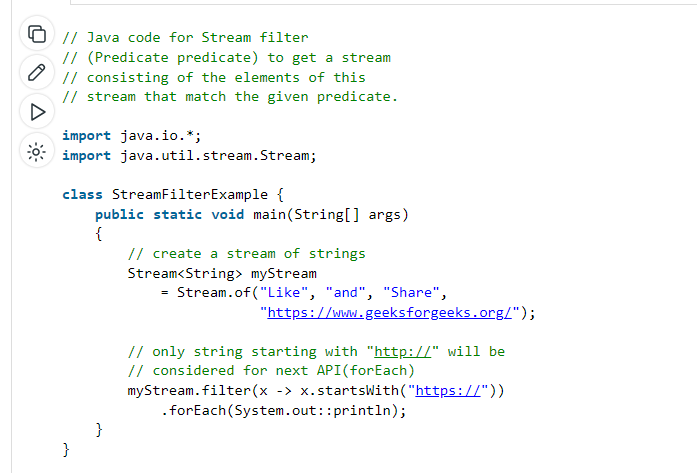 // Java code for Stream filter
// (Predicate predicate) to get a stream
// consisting of the elements of this
// stream that match the given predicate.
import java.io.*;
import java.util.stream.Stream;
class StreamFilterExample {
public static void main(String[] args)
{
// create a stream of strings
Stream<String> myStream
= Stream.of("Like", "and", "Share",
"https://www.geeksforgeeks.org/");
// only string starting with "http://" will be
// considered for next API(forEach)
myStream.filter(x -> x.startsWith("https://"))
.forEach(System.out::println);
}
}